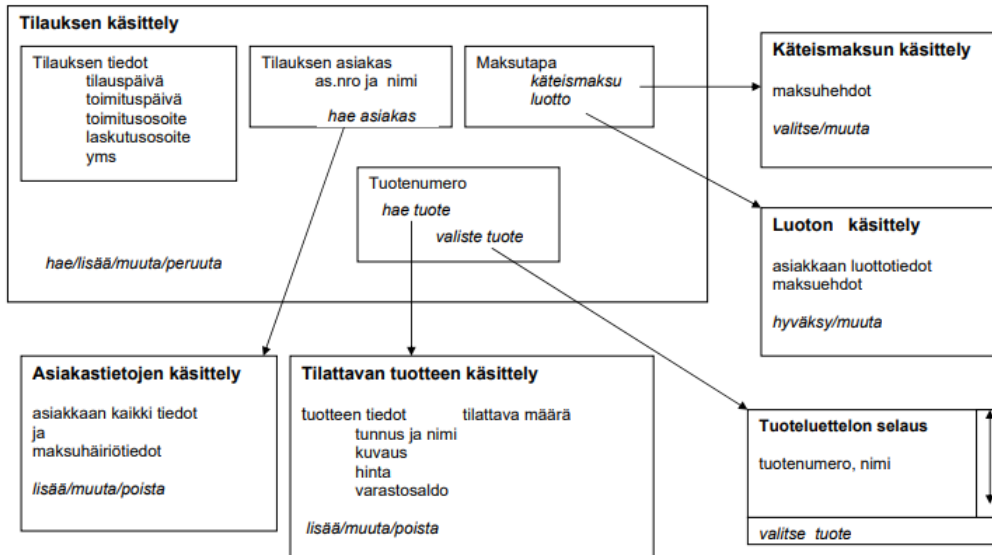 Tilauksen käsittely
Tilauksen tiedot
tilauspäivä
toimituspäivä
toimitusosoite
laskutusosoite
yms
Tilauksen asiakas
as.nro ja nimi
hae asiakas
Maksutapa
käteismaksu
luotto
Tuotenumero
hae tuote
valiste tuote
hae/lisää/muuta/peruuta
Käteismaksun käsittely
maksuhehdot
valitse/muuta
Luoton käsittely
asiakkaan luottotiedot
maksuehdot
hyväksy/muuta
Asiakastietojen käsittely
asiakkaan kaikki tiedot
ja
maksuhäiriötiedot
lisää/muuta/poista
Tilattavan tuotteen käsittely
tuotteen tiedot tilattava määrä
tunnus ja nimi
kuvaus
hinta
varastosaldo
lisää/muuta/poista
Tuoteluettelon selaus
tuotenumero, nimi
valitse tuote